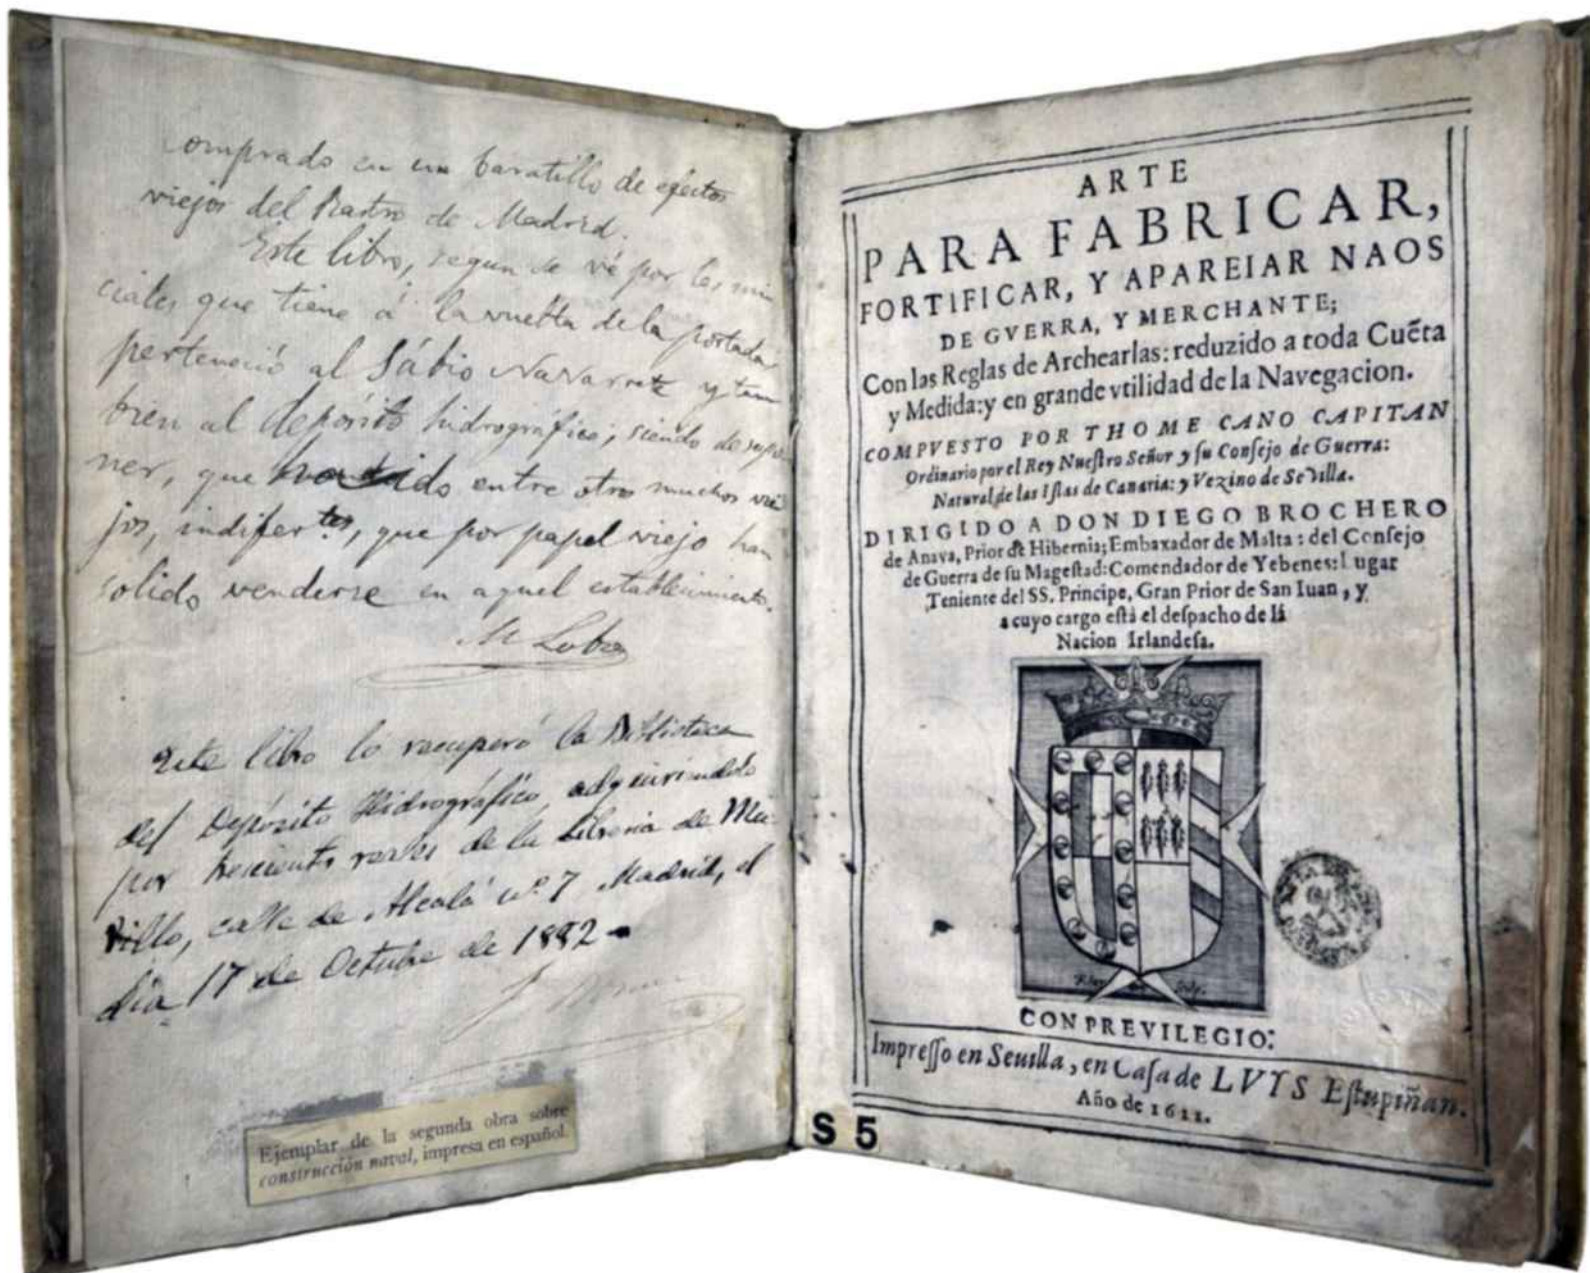 comprado en un baratillo de efectos
viejos del Rastro de Madrid.
Este libro, segun se vé por las ini
ciales que tiene á la vuelta de la portada
perteneció al Sábio Navarrete y tam
bien al depósito hidrográfico; siendo de supo
ner, que entre otros muchos vie
jos, indifer.tes, que por papel viejo han
solido venderse en aquel establecimiento.
M Lobo
Este libro lo recuperó la Biblioteca
del Depósito Hidrográfico, adquiriendolo
por trescientos reales de la Libreria de Mu
rillo, calle de Alcalá nº 7 Madrid, el
día 17 de Octubre de 1882
Ejemplar de la segunda obra sobre
construcción naval, impresa en español.
ARTE
PARA FABRICAR,
FORTIFICAR, Y APAREIAR NAOS
DE GVERRA, Y MERCHANTE;
Con las Reglas de Archearlas: reduzido a toda Cuẽta
y Medida: y en grande vtilidad de la Navegacion.
COMPVESTO POR THOME CANO CAPITAN
Ordinario por el Rey Nueſtro Señor y ſu Conſejo de Guerra:
Natural de las Iſlas de Canaria: y Vezino de Sevilla.
DIRIGIDO A DON DIEGO BROCHERO
de Anaya, Prior de Hibernia; Embaxador de Malta: del Conſejo
de Guerra de ſu Mageſtad: Comendador de Yebenes: Lugar
Teniente del SS. Principe, Gran Prior de San Iuan, y
a cuyo cargo eſtà el deſpacho de la
Nacion Irlandeſa.
CON PREVILEGIO:
Impreſſo en Seuilla, en Caſa de LVYS Eſtupiñan.
Año de 1611.
S 5